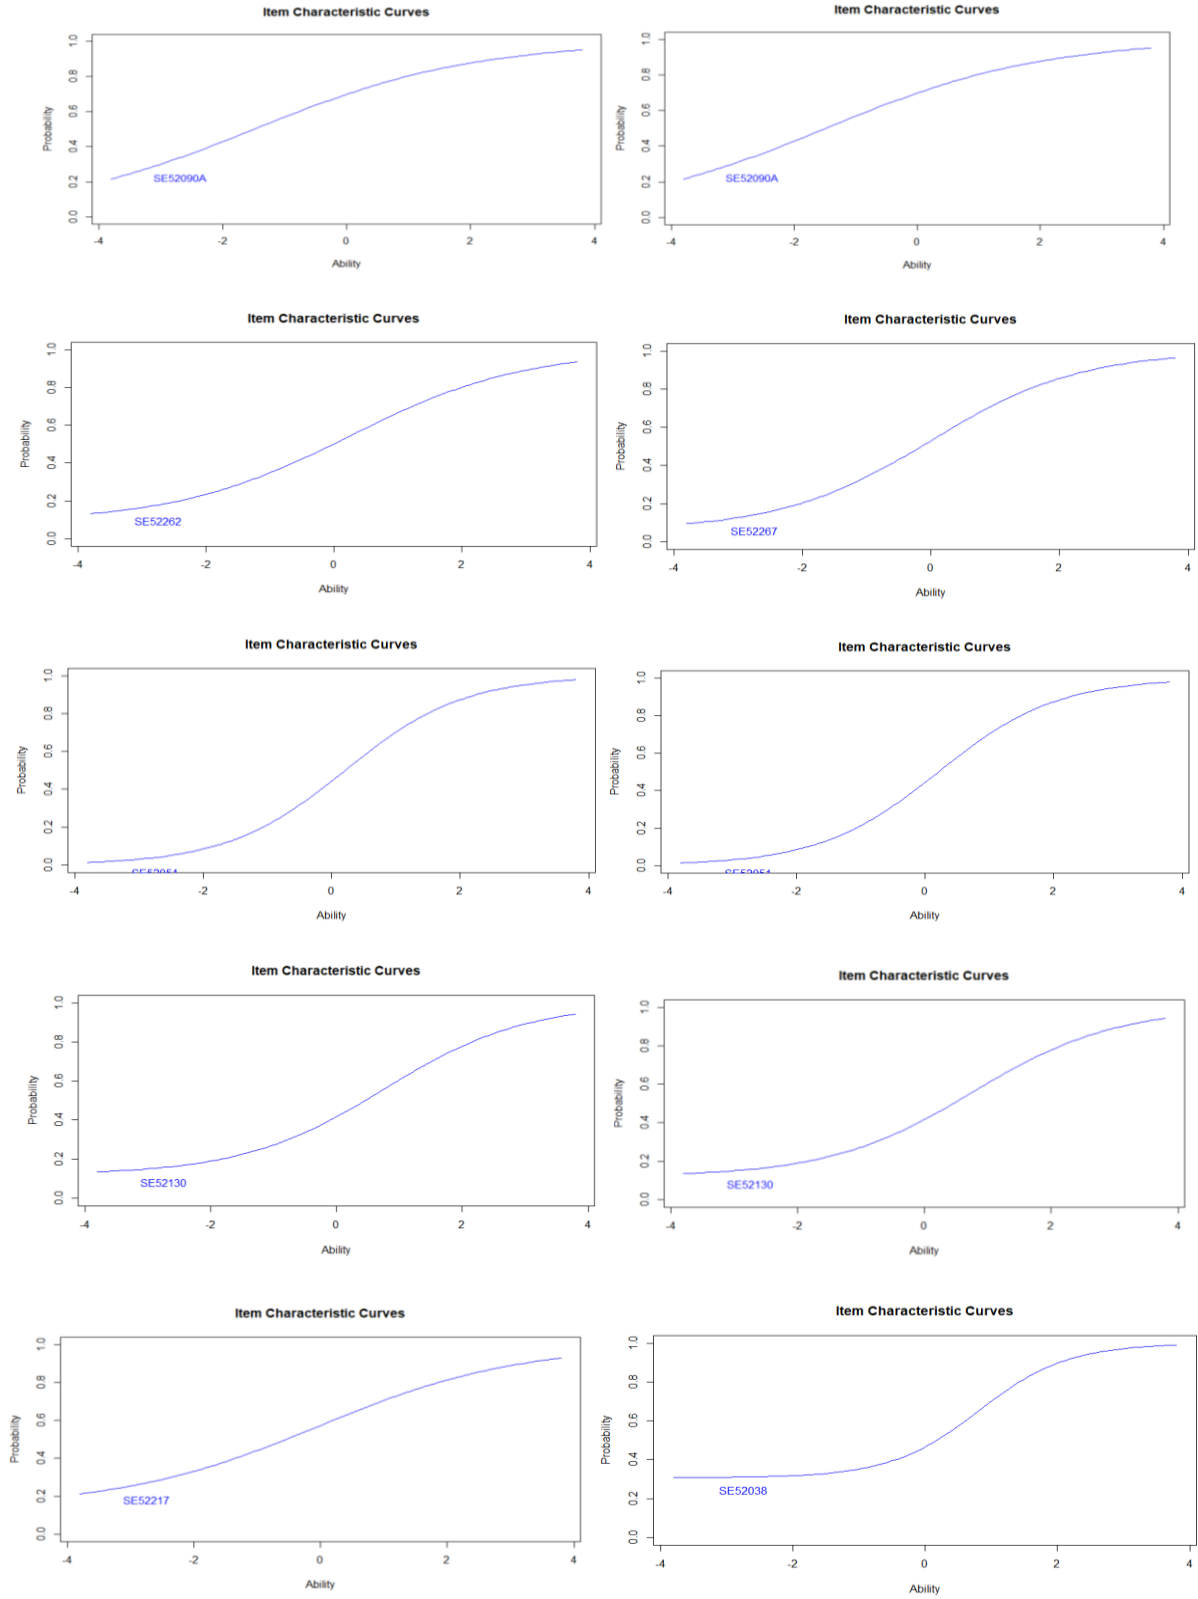 Item Characteristic Curves
Probability
0.0 0.2 0.4 0.6 0.8 1.0
SE52090A
-4 -2 0 2 4
Ability
Item Characteristic Curves
Probability
0.0 0.2 0.4 0.6 0.8 1.0
SE52090A
-4 -2 0 2 4
Ability
Item Characteristic Curves
Probability
0.0 0.2 0.4 0.6 0.8 1.0
SE52262
-4 -2 0 2 4
Ability
Item Characteristic Curves
Probability
0.0 0.2 0.4 0.6 0.8 1.0
SE52267
-4 -2 0 2 4
Ability
Item Characteristic Curves
Probability
0.0 0.2 0.4 0.6 0.8 1.0
-4 -2 0 2 4
Ability
Item Characteristic Curves
Probability
0.0 0.2 0.4 0.6 0.8 1.0
-4 -2 0 2 4
Ability
Item Characteristic Curves
Probability
0.0 0.2 0.4 0.6 0.8 1.0
SE52130
-4 -2 0 2 4
Ability
Item Characteristic Curves
Probability
0.0 0.2 0.4 0.6 0.8 1.0
SE52130
-4 -2 0 2 4
Ability
Item Characteristic Curves
Probability
0.0 0.2 0.4 0.6 0.8 1.0
SE52217
-4 -2 0 2 4
Ability
Item Characteristic Curves
Probability
0.0 0.2 0.4 0.6 0.8 1.0
SE52038
-4 -2 0 2 4
Ability